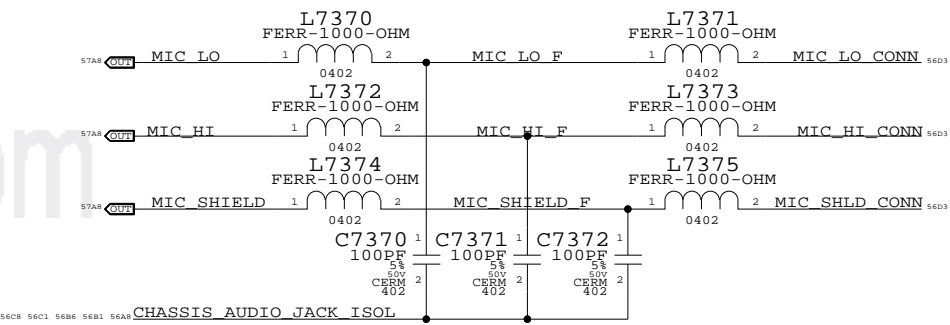 L7370 L7371
FERR-1000-OHM FERR-1000-OHM
57A8 OUT MIC_LO 1 2 MIC_LO_F 1 2 MIC_LO_CONN 56D3
0402 0402
L7372 L7373
FERR-1000-OHM FERR-1000-OHM
57A8 OUT MIC_HI 1 2 MIC_HI_F 1 2 MIC_HI_CONN 56D3
0402 0402
om
L7374 L7375
FERR-1000-OHM FERR-1000-OHM
57A8 OUT MIC_SHIELD 1 2 MIC_SHIELD_F 1 2 MIC_SHLD_CONN 56D3
0402 0402
C7370 1 C7371 1 C7372 1
100PF 100PF 100PF
5% 5% 5%
50V 50V 50V
CERM 2 CERM 2 CERM 2
402 402 402
56C8 56C1 56B6 56B1 56A8 CHASSIS_AUDIO_JACK_ISOL